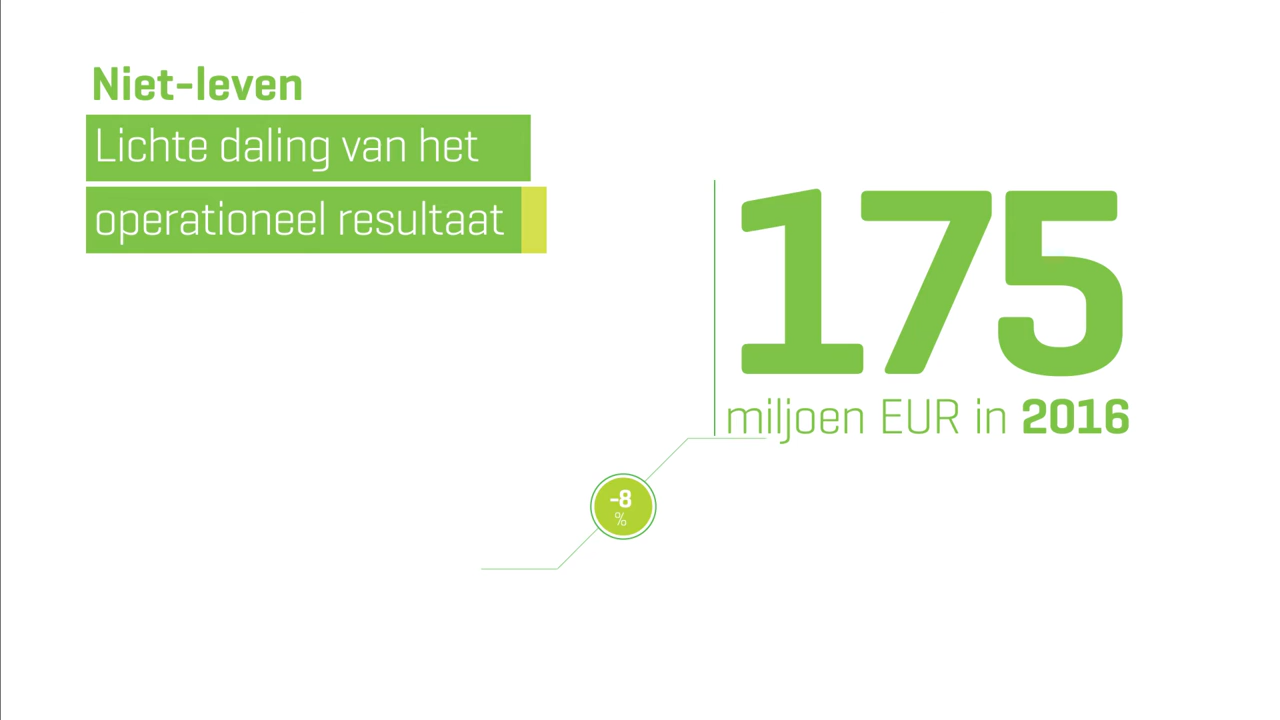 Niet-leven
Lichte daling van het
operationeel resultaat
175
miljoen EUR in 2016
-8
%